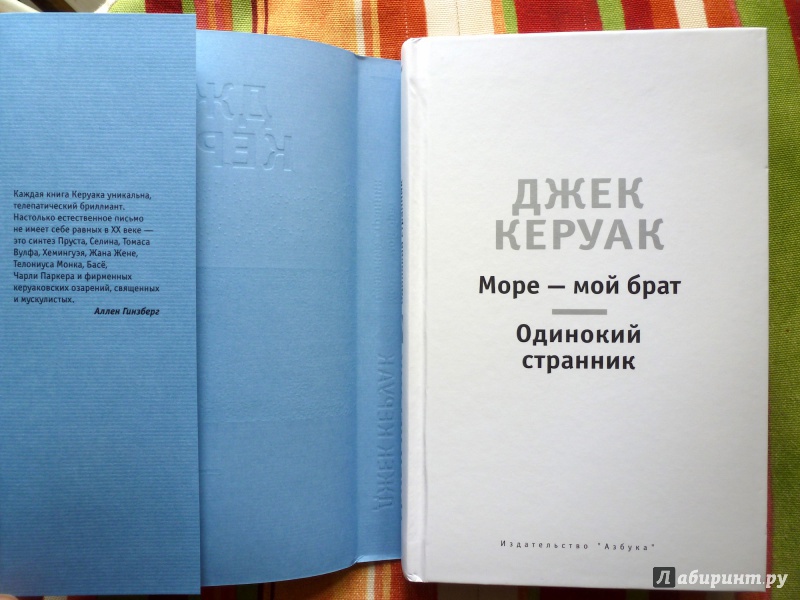 Каждая книга Керуака уникальна,
телепатический бриллиант.
Настолько естественное письмо
не имеет себе равных в XX веке —
это синтез Пруста, Селина, Томаса
Вулфа, Хемингуэя, Жана Жене,
Телониуса Монка, Басё,
Чарли Паркера и фирменных
керуаковских озарений, священных
и мускулистых.
Аллен Гинзберг
ДЖ
КЕР
ДЖЕК КЕРУАК
ДЖЕК
КЕРУАК
Море — мой брат
Одинокий
странник
Издательство "Азбука"
Лабиринт.ру